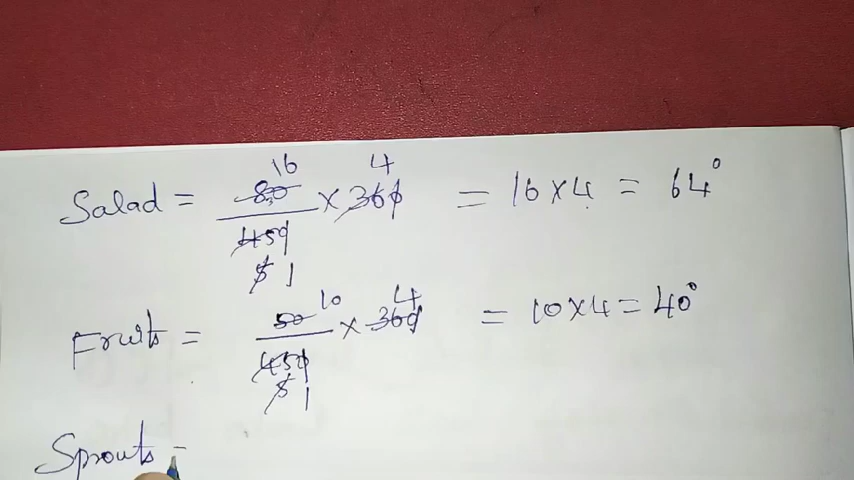 Salad = 80/450 × 360 = 16×4 = 64°
16 4
5 1
Fruits = 50/450 × 360 = 10×4 = 40°
10 4
5 1
Sprouts =